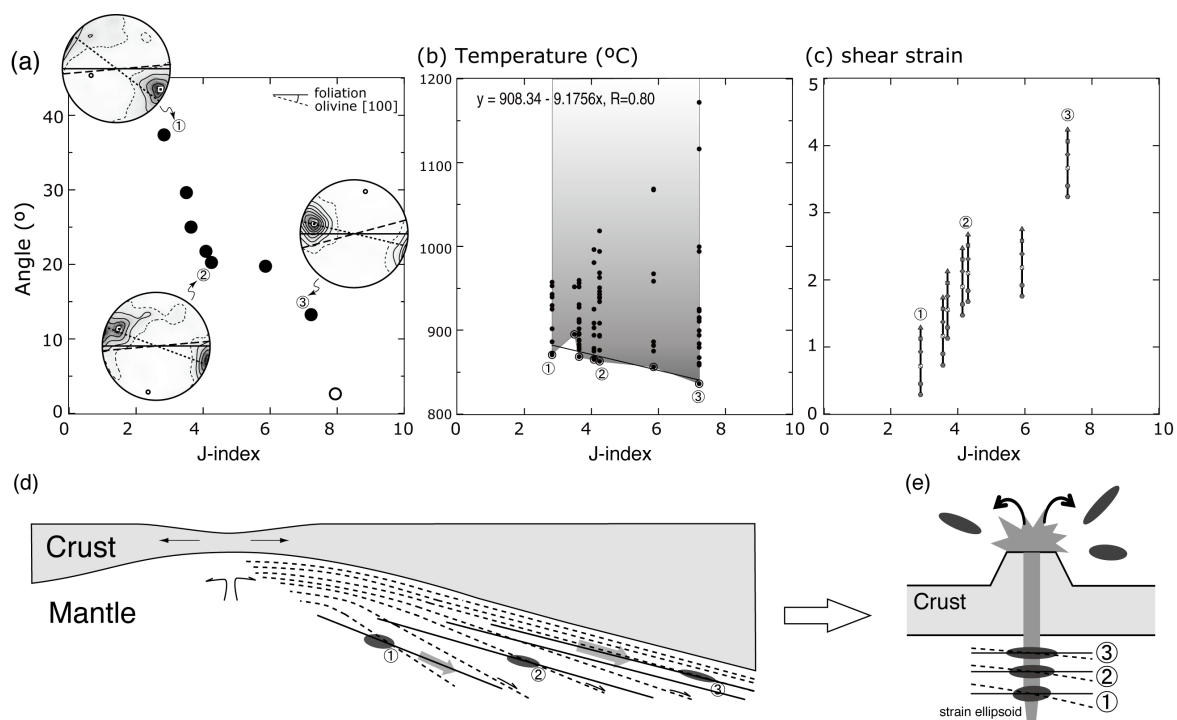 (a)
Angle (º)
40
30
20
10
0
0 2 4 6 8 10
J-index
foliation
olivine [100]
①
②
③
(b) Temperature (ºC)
1200
1100
1000
900
800
y = 908.34 - 9.1756x, R=0.80
①
②
③
0 2 4 6 8 10
J-index
(c) shear strain
5
4
3
2
1
0
①
②
③
0 2 4 6 8 10
J-index
(d)
Crust
Mantle
①
②
③
(e)
Crust
③
②
①
strain ellipsoid